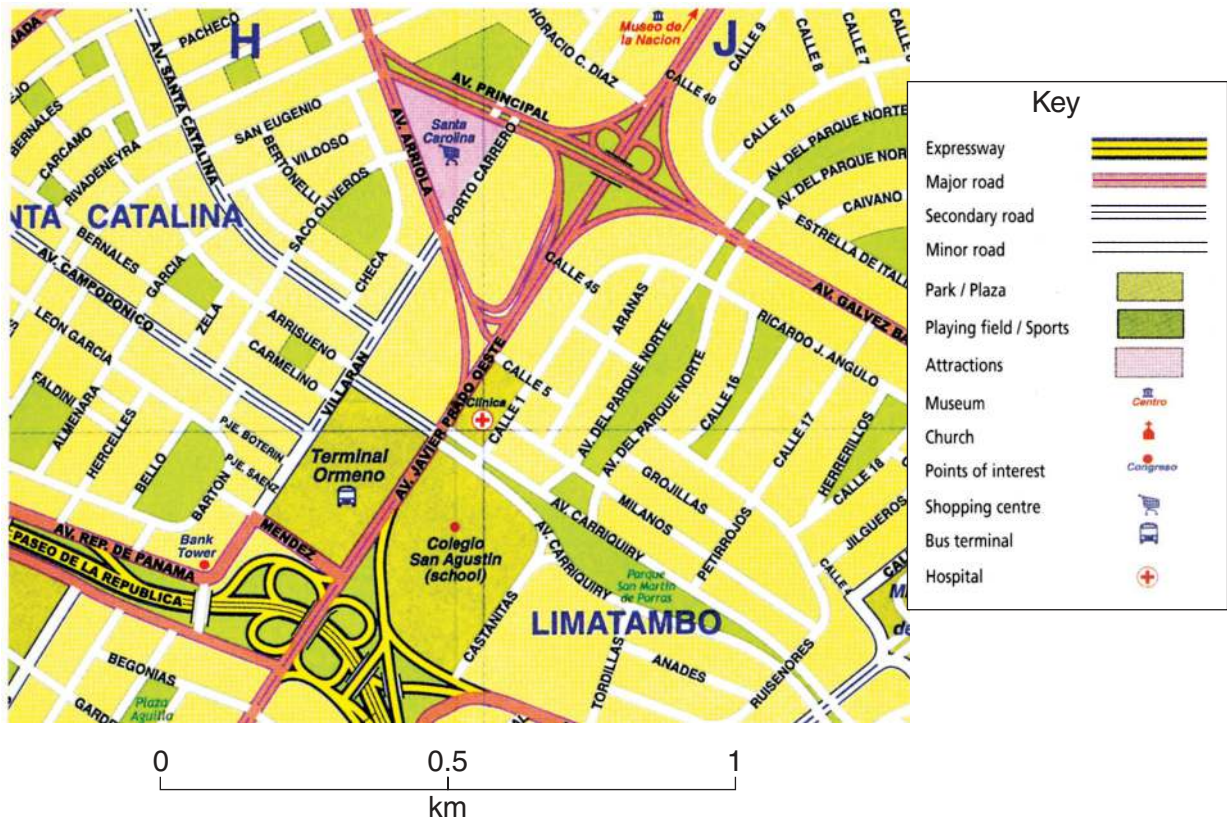 H
J
PACHECO
AV. SANTA CATALINA
BERNALES
CARCAMO
RIVADENEYRA
SAN EUGENIO
BERTONELLI
VILDOSO
SACO OLIVEROS
CHECA
AV. ARRIOLA
AV. PRINCIPAL
Santa
Carolina
PORTO CARRERO
HORACIO C. DIAZ
Museo de
la Nacion
CALLE 40
CALLE 9
CALLE 8
CALLE 7
CALLE 10
AV. DEL PARQUE NORTE
AV. DEL PARQUE NOR
CAIVANO
ESTRELLA DE ITALI
AV. GALVEZ BA
NTA CATALINA
BERNALES
GARCIA
ZELA
AV. CAMPODONICO
LEON GARCIA
ARRISUENO
CARMELINO
VILLARAN
FALDINI
ALMENARA
HERCELLES
BELLO
BARTON
PJE. BOTERIN
PJE. SAENZ
CALLE 45
ARANAS
AV. DEL PARQUE NORTE
AV. DEL PARQUE NORTE
RICARDO J. ANGULO
CALLE 16
CALLE 17
CALLE 5
CALLE 1
Clinica
AV. JAVIER PRADO OESTE
Terminal
Ormeno
HERRERILLOS
CALLE 18
GROJILLAS
MILANOS
PETIRROJOS
JILGUEROS
AV. CARRIQUIRY
AV. CARRIQUIRY
Colegio
San Agustin
(school)
MENDEZ
Bank
Tower
AV. REP. DE PANAMA
PASEO DE LA REPUBLICA
Parque
San Martin
de Porras
LIMATAMBO
CASTANITAS
TORDILLAS
ANADES
RUISENORES
BEGONIAS
Plaza
Aguilla
Key
Expressway
Major road
Secondary road
Minor road
Park / Plaza
Playing field / Sports
Attractions
Museum
Centro
Church
Points of interest
Congreso
Shopping centre
Bus terminal
Hospital
0
0.5
1
km